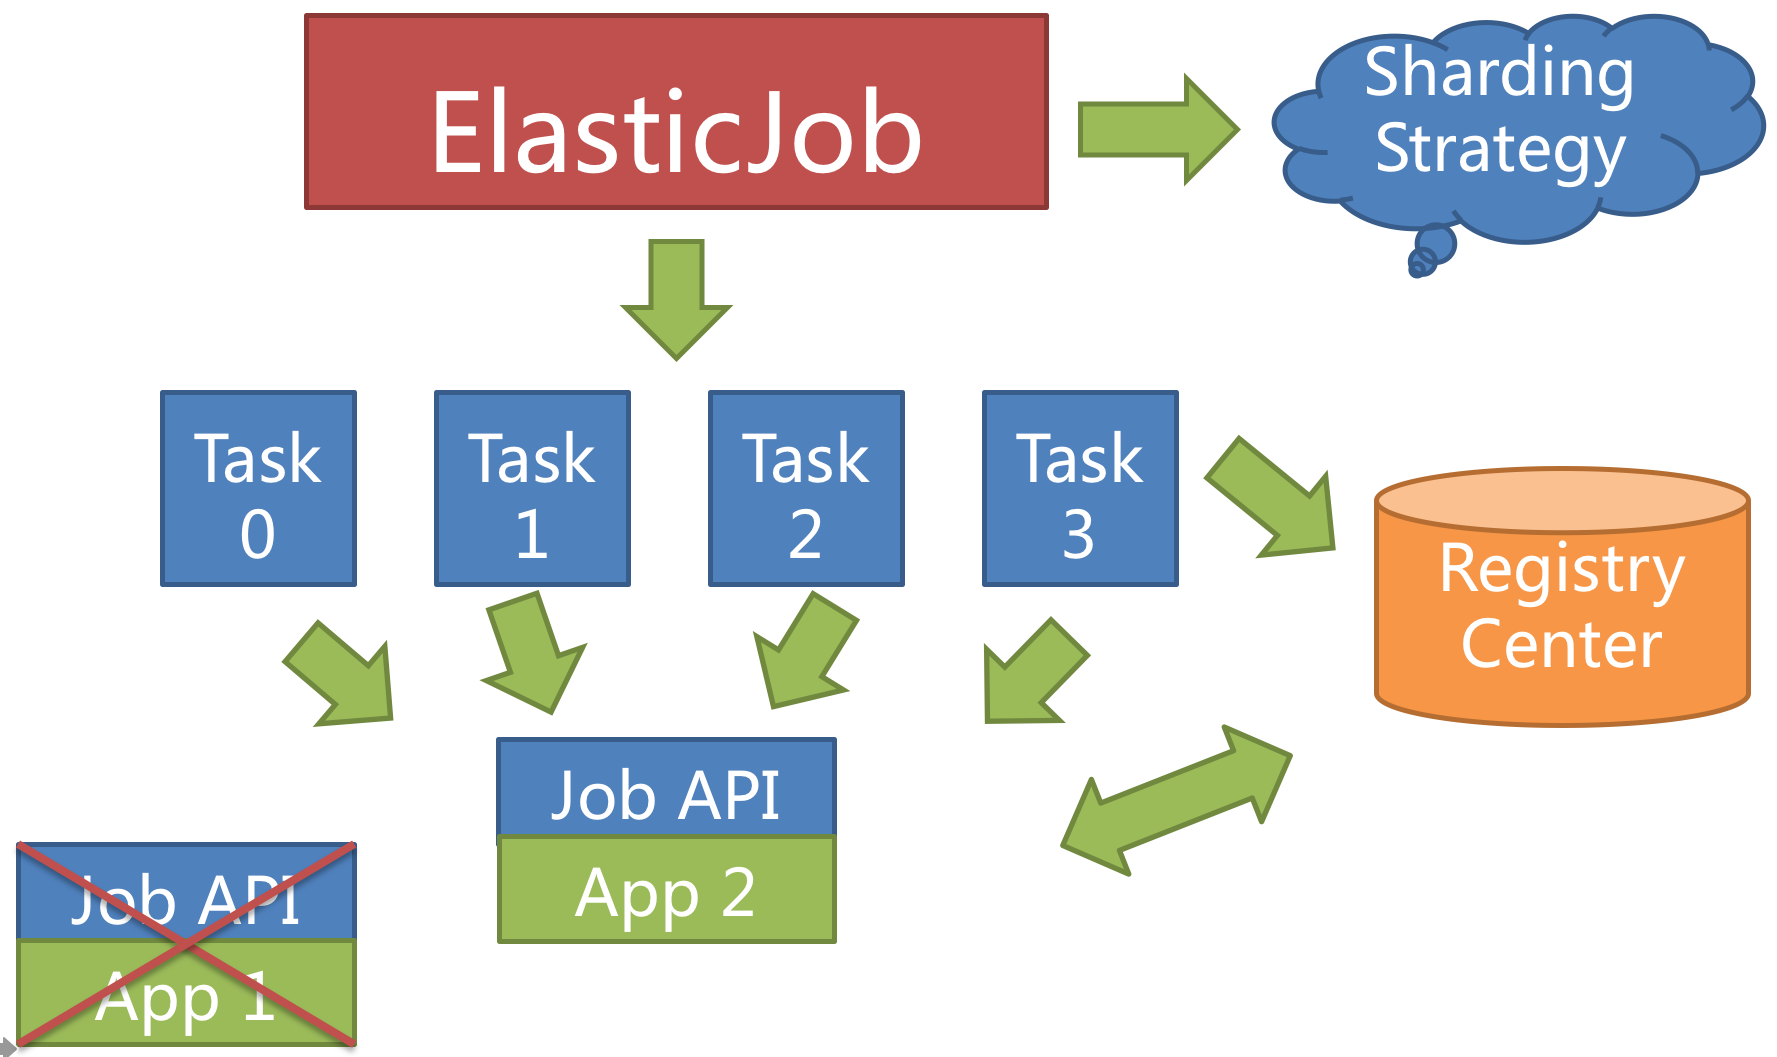 ElasticJob
Sharding
Strategy
Task
0
Task
1
Task
2
Task
3
Registry
Center
Job API
App 2
Job API
App 1